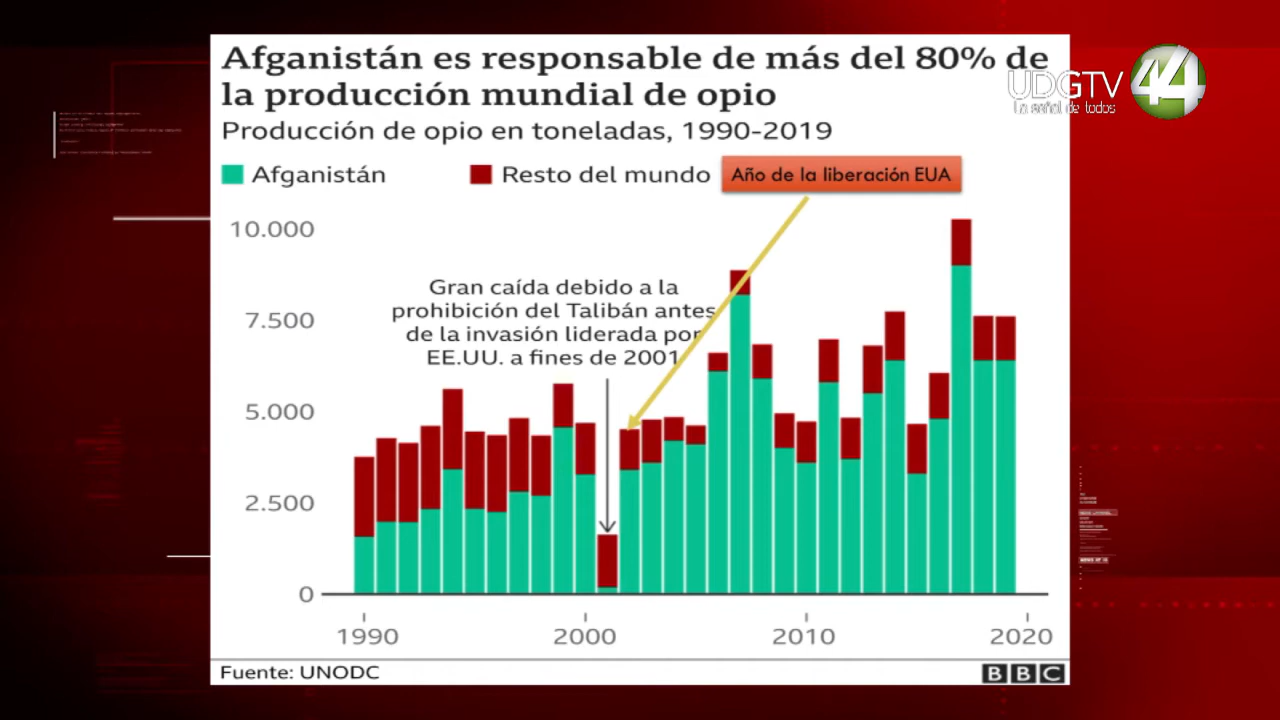 Afganistán es responsable de más del 80% de
la producción mundial de opio
UDGTV 44
La señal de todos
Producción de opio en toneladas, 1990-2019
Afganistán
Resto del mundo
Año de la liberación EUA
10.000
7.500
5.000
2.500
0
Gran caída debido a la
prohibición del Talibán antes
de la invasión liderada por
EE.UU. a fines de 2001
1990
2000
2010
2020
Fuente: UNODC
BBC